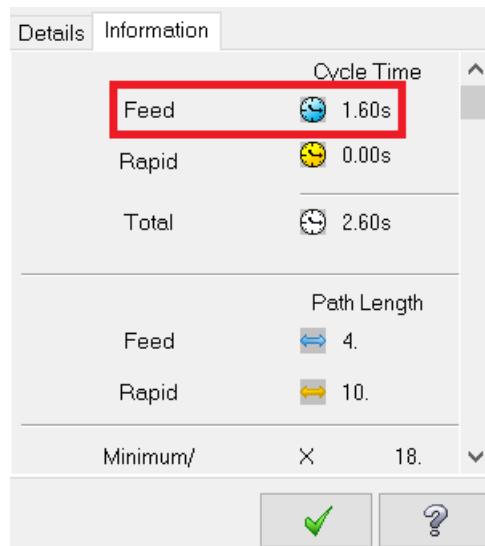 Details Information
Cycle Time
Feed 1.60s
Rapid 0.00s
Total 2.60s
Path Length
Feed 4.
Rapid 10.
Minimum/ X 18.